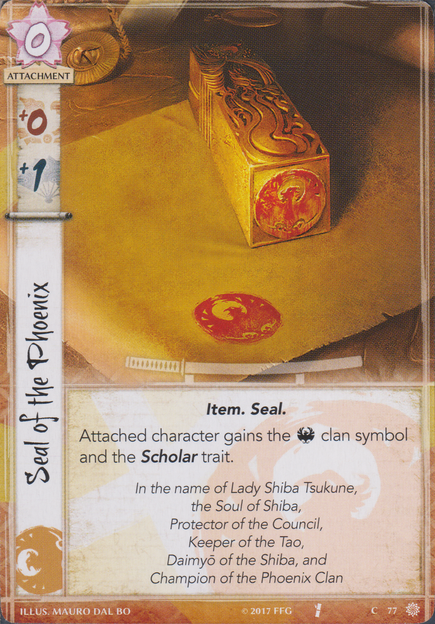 0
ATTACHMENT
+0
+1
Seal of the Phoenix
Item. Seal.
Attached character gains the clan symbol
and the Scholar trait.
In the name of Lady Shiba Tsukune,
the Soul of Shiba,
Protector of the Council,
Keeper of the Tao,
Daimyō of the Shiba, and
Champion of the Phoenix Clan
ILLUS. MAURO DAL BO
© 2017 FFG
C 77